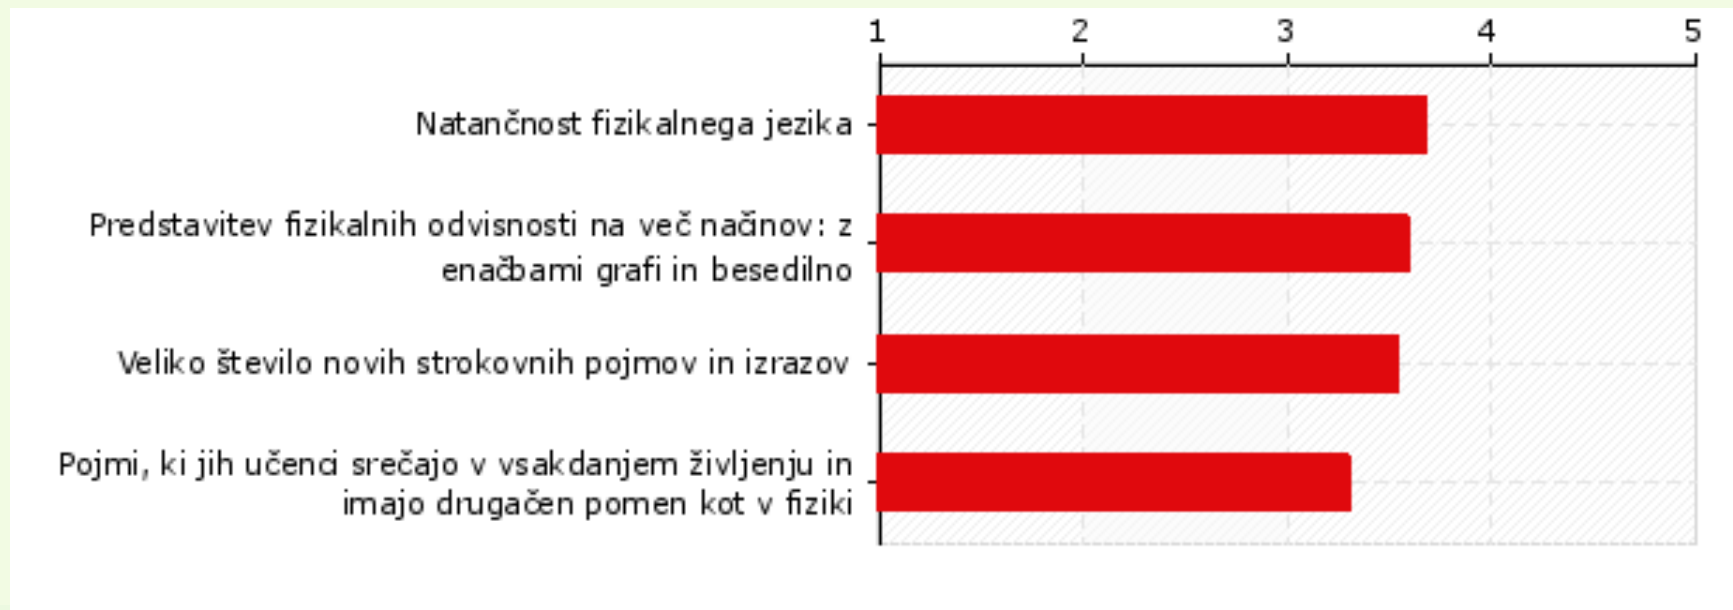 1 2 3 4 5
Natančnost fizikalnega jezika
Predstavitev fizikalnih odvisnosti na več načinov: z
enačbami grafi in besedilno
Veliko število novih strokovnih pojmov in izrazov
Pojmi, ki jih učenci srečajo v vsakdanjem življenju in
imajo drugačen pomen kot v fiziki